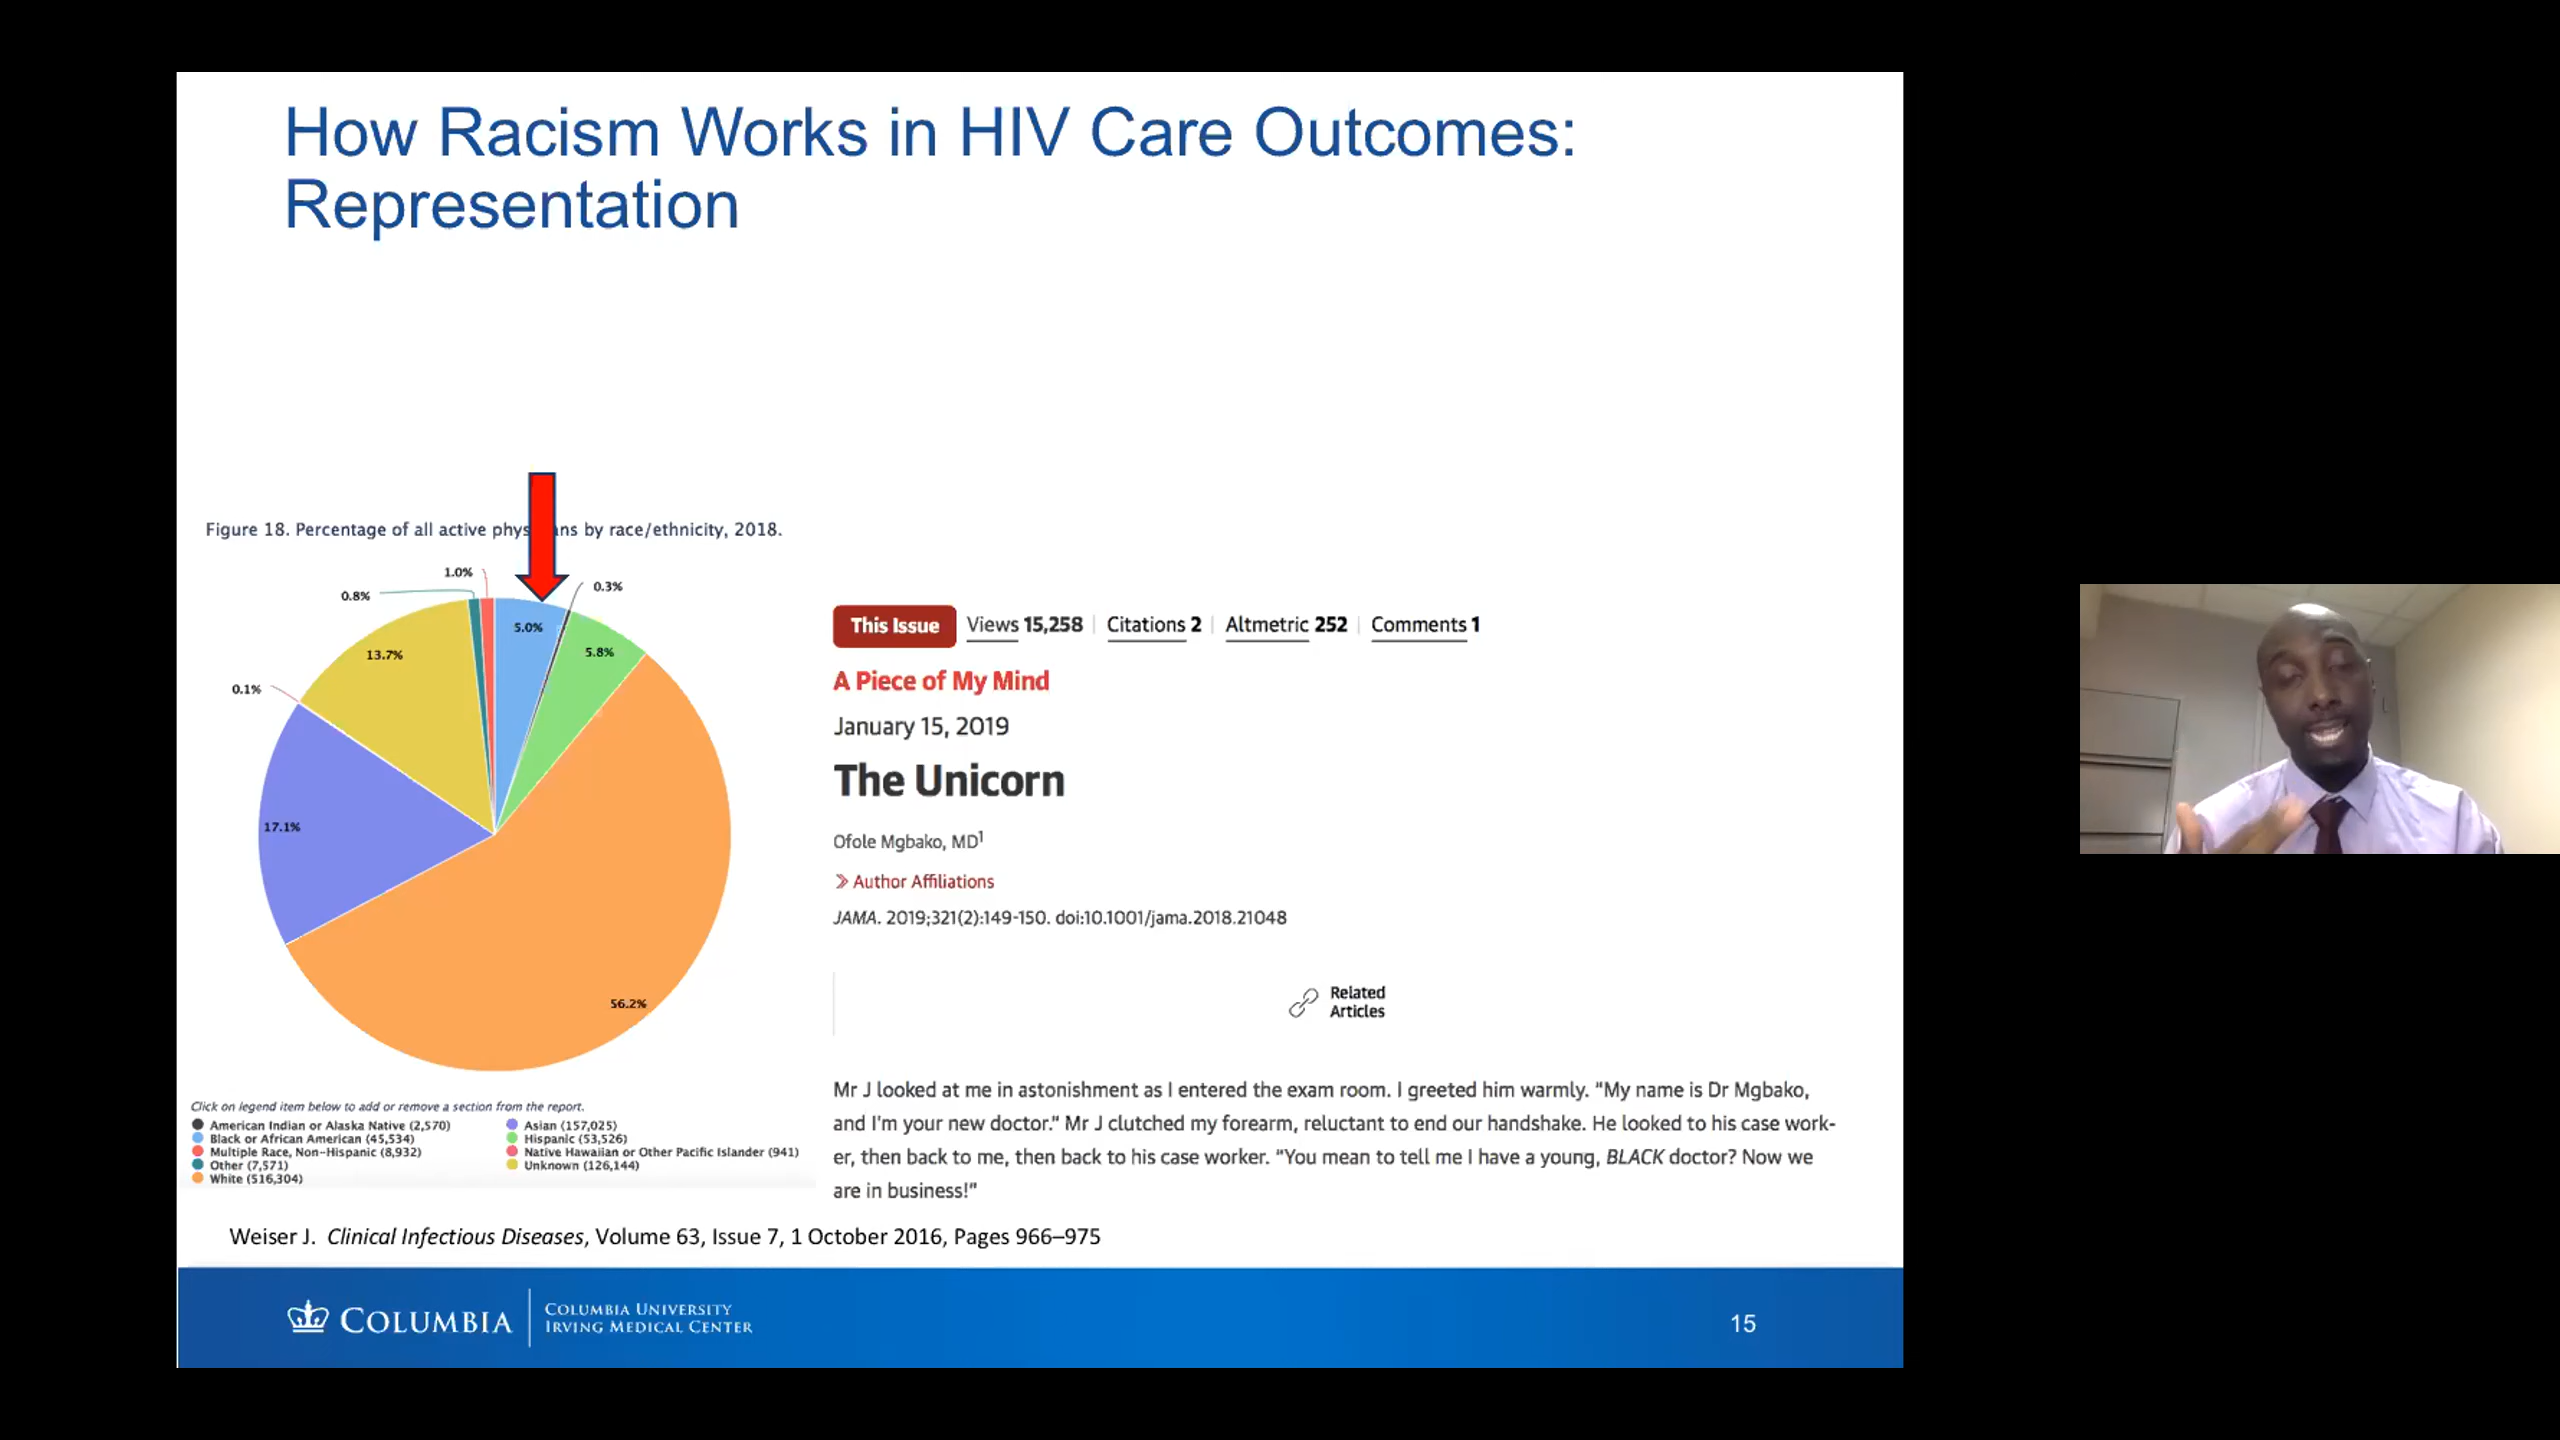 How Racism Works in HIV Care Outcomes:
Representation
Figure 18. Percentage of all active phys ns by race/ethnicity, 2018.
1.0%
0.3%
0.8%
5.0%
5.8%
13.7%
0.1%
17.1%
56.2%
Click on legend item below to add or remove a section from the report.
American Indian or Alaska Native (2,570)
Black or African American (45,534)
Multiple Race, Non-Hispanic (8,932)
Other (7,571)
White (516,304)
Asian (157,025)
Hispanic (53,526)
Native Hawaiian or Other Pacific Islander (941)
Unknown (126,144)
This Issue Views 15,258 Citations 2 Altmetric 252 Comments 1
A Piece of My Mind
January 15, 2019
The Unicorn
Ofole Mgbako, MD1
Author Affiliations
JAMA. 2019;321(2):149-150. doi:10.1001/jama.2018.21048
Related
Articles
Mr J looked at me in astonishment as I entered the exam room. I greeted him warmly. “My name is Dr Mgbako,
and I'm your new doctor.” Mr J clutched my forearm, reluctant to end our handshake. He looked to his case work-
er, then back to me, then back to his case worker. “You mean to tell me I have a young, BLACK doctor? Now we
are in business!”
Weiser J. Clinical Infectious Diseases, Volume 63, Issue 7, 1 October 2016, Pages 966–975
COLUMBIA
COLUMBIA UNIVERSITY
IRVING MEDICAL CENTER
15